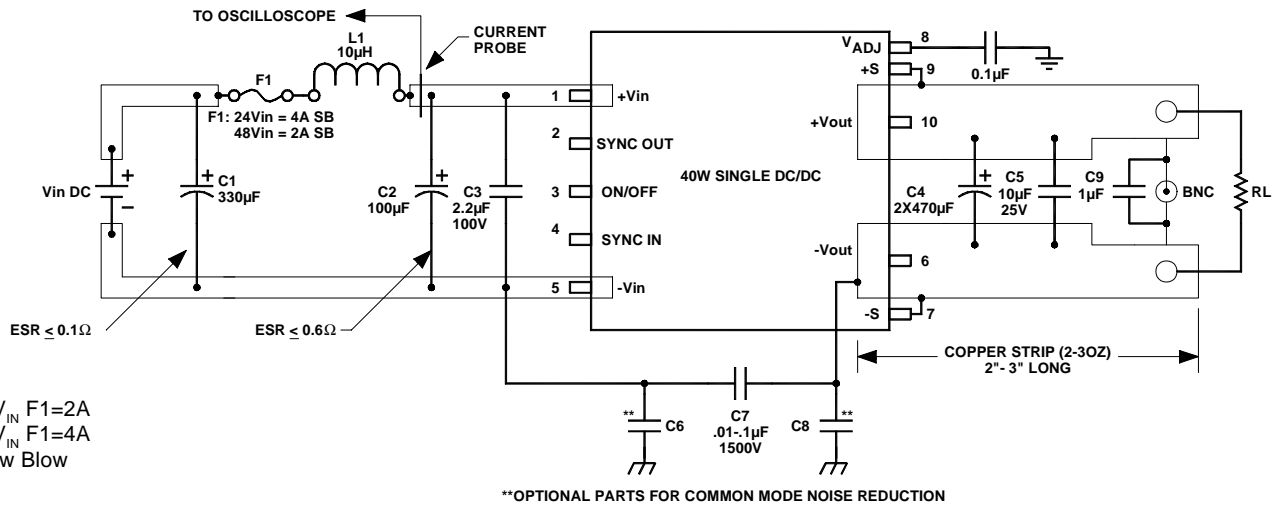 TO OSCILLOSCOPE
CURRENT
PROBE
L1
10µH
F1
F1: 24Vin = 4A SB
48Vin = 2A SB
Vin DC
+
−
+
C1
330µF
ESR ≤ 0.1Ω
+
C2
100µF
C3
2.2µF
100V
ESR ≤ 0.6Ω
1
+Vin
2
SYNC OUT
3
ON/OFF
4
SYNC IN
5
-Vin
40W SINGLE DC/DC
VADJ
8
0.1µF
+S
9
+Vout
10
-Vout
6
-S
7
+
C4
2X470µF
C5
10µF
25V
C9
1µF
BNC
RL
COPPER STRIP (2-3OZ)
2"- 3" LONG
**
C6
C7
.01-.1µF
1500V
**
C8
IN F1=2A
IN F1=4A
Blow
**OPTIONAL PARTS FOR COMMON MODE NOISE REDUCTION